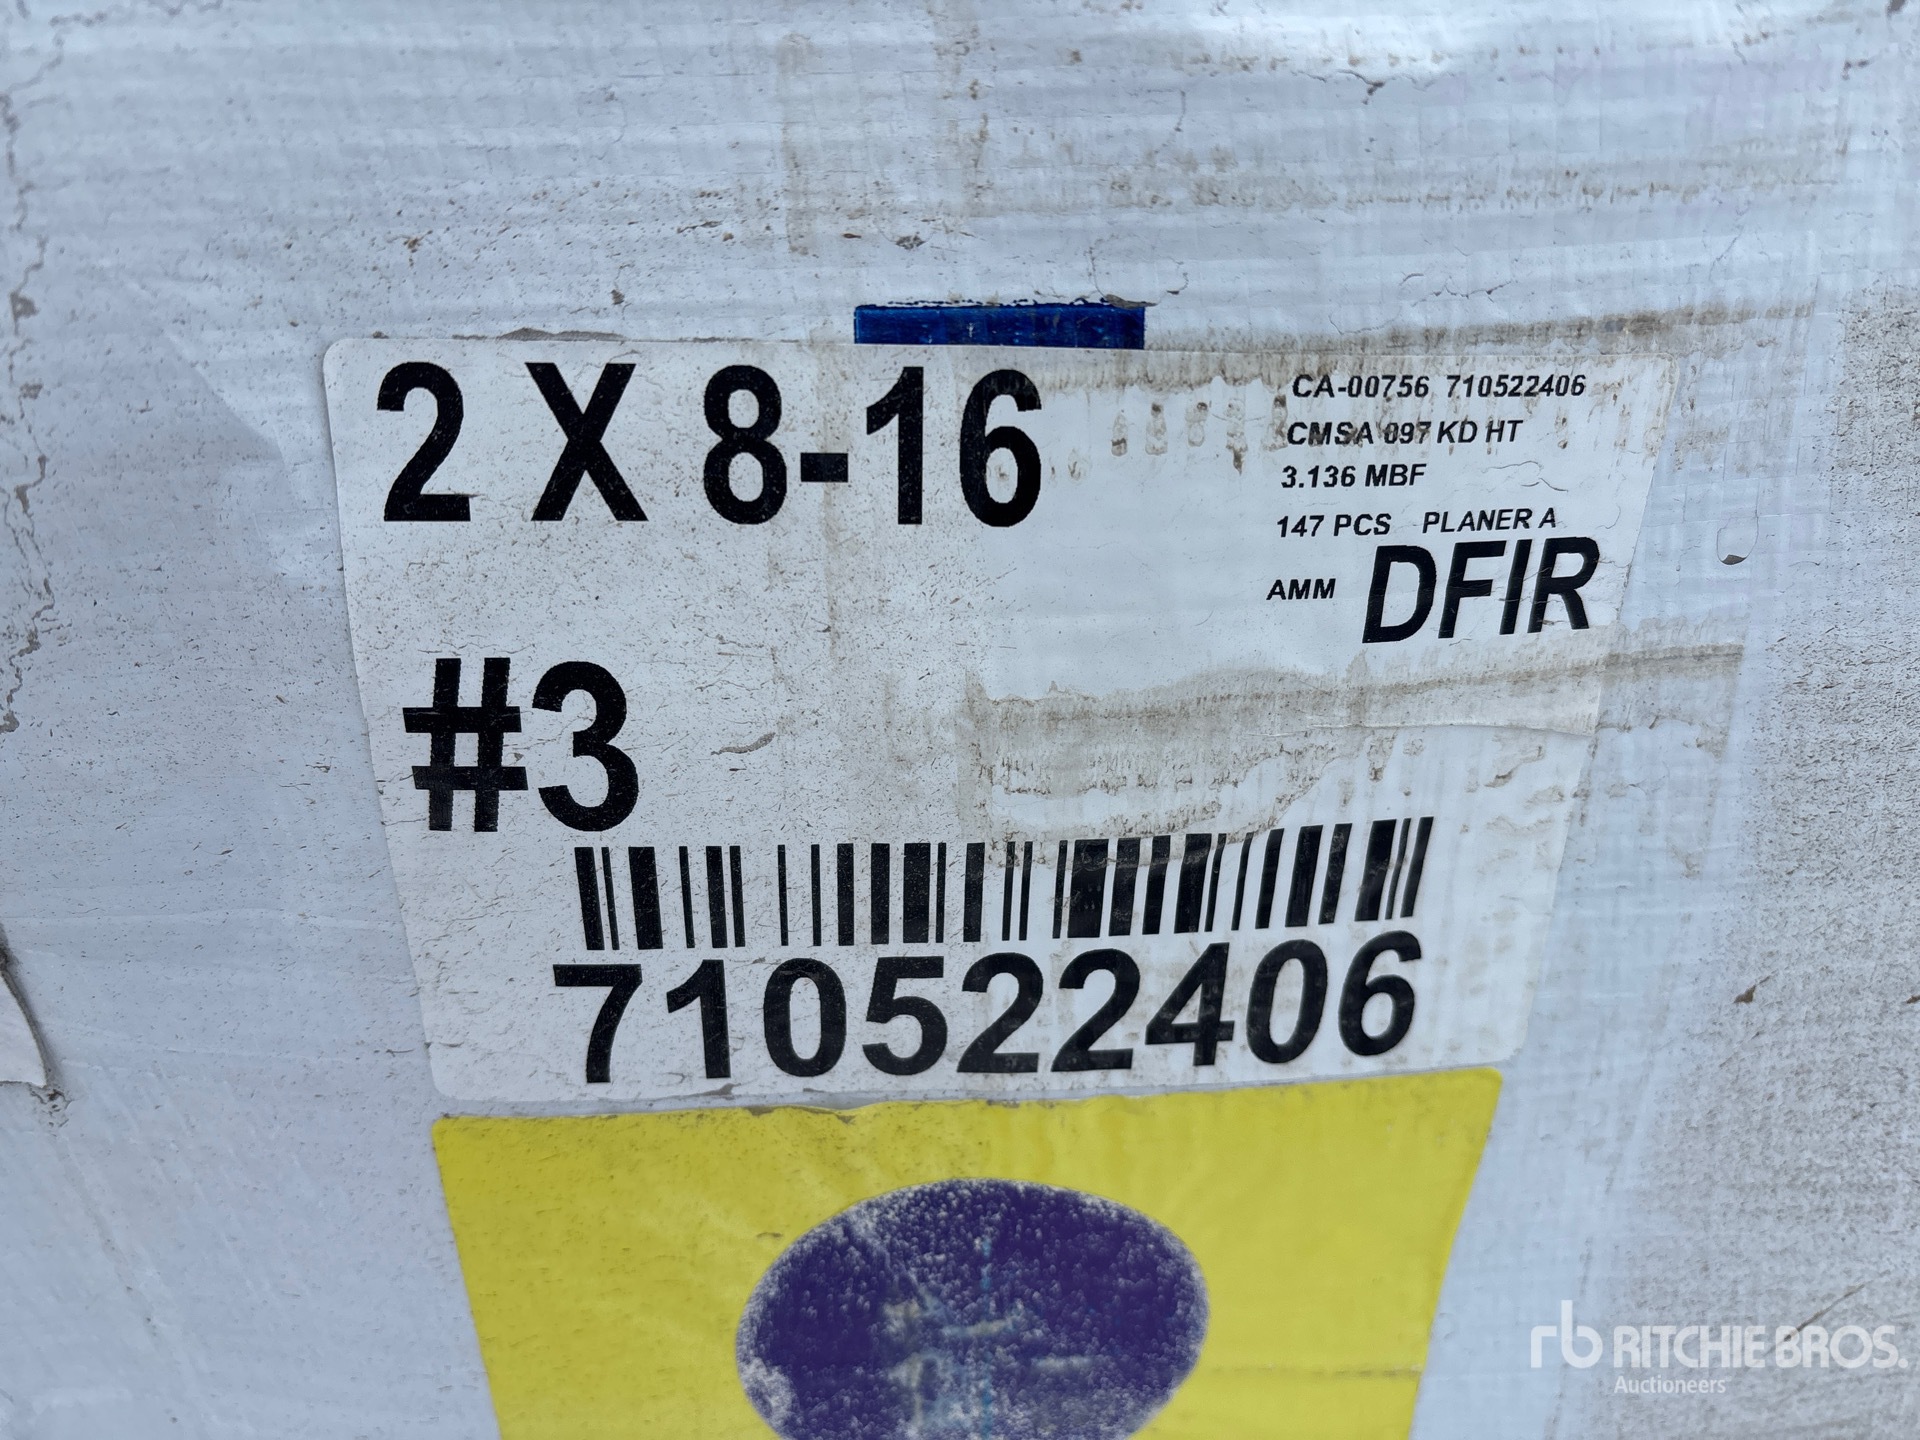 2 X 8-16
CA-00756 710522406
CMSA 097 KD HT
3.136 MBF
147 PCS PLANER A
AMM DFIR
#3
710522406
rb RITCHIE BROS.
Auctioneers